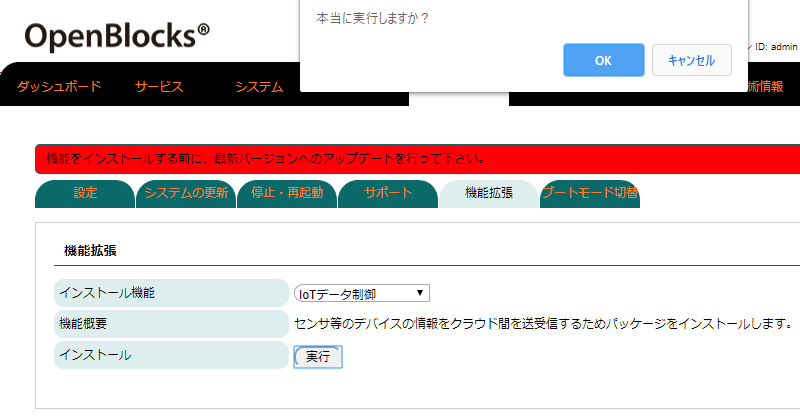 本当に実行しますか？
OpenBlocks®
OK
キャンセル
ン ID: admin
ダッシュボード
サービス
システム
術情報
機能をインストールする前に、最新バージョンへのアップデートを行って下さい。
設定
システムの更新
停止・再起動
サポート
機能拡張
ブートモード切替
機能拡張
インストール機能
IoTデータ制御
機能概要
センサ等のデバイスの情報をクラウド間を送受信するためパッケージをインストールします。
インストール
実行